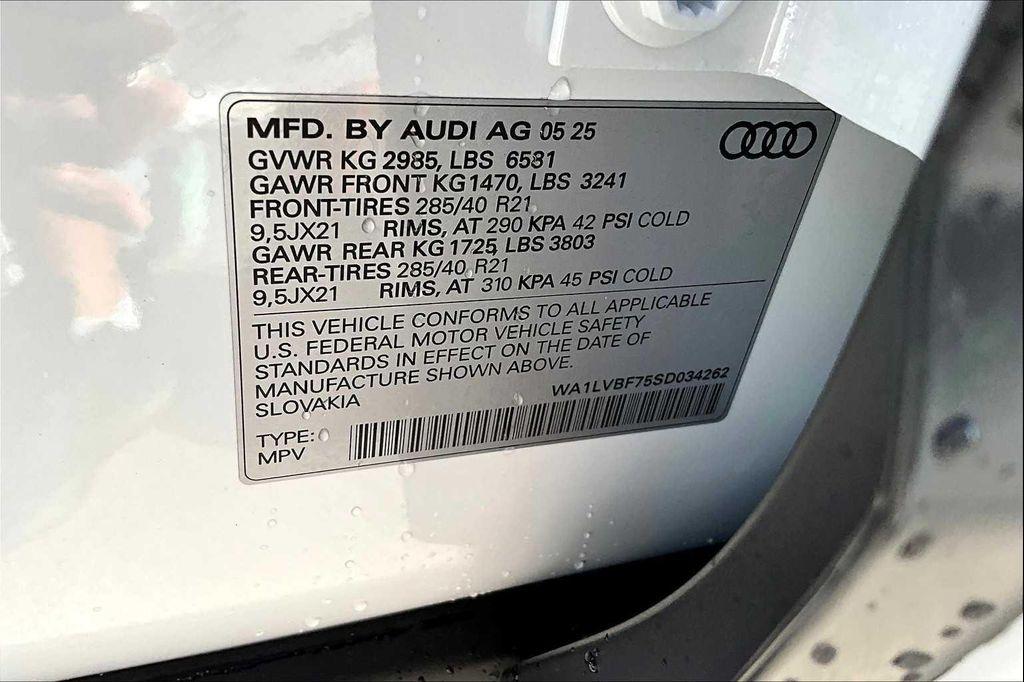 MFD. BY AUDI AG 05 25
GVWR KG 2985, LBS 6581
GAWR FRONT KG1470, LBS 3241
FRONT-TIRES 285/40 R21
9,5JX21 RIMS, AT 290 KPA 42 PSI COLD
GAWR REAR KG 1725, LBS 3803
REAR-TIRES 285/40 R21
9,5JX21 RIMS, AT 310 KPA 45 PSI COLD
THIS VEHICLE CONFORMS TO ALL APPLICABLE
U.S. FEDERAL MOTOR VEHICLE SAFETY
STANDARDS IN EFFECT ON THE DATE OF
MANUFACTURE SHOWN ABOVE.
SLOVAKIA
WA1LVBF75SD034262
TYPE:
MPV